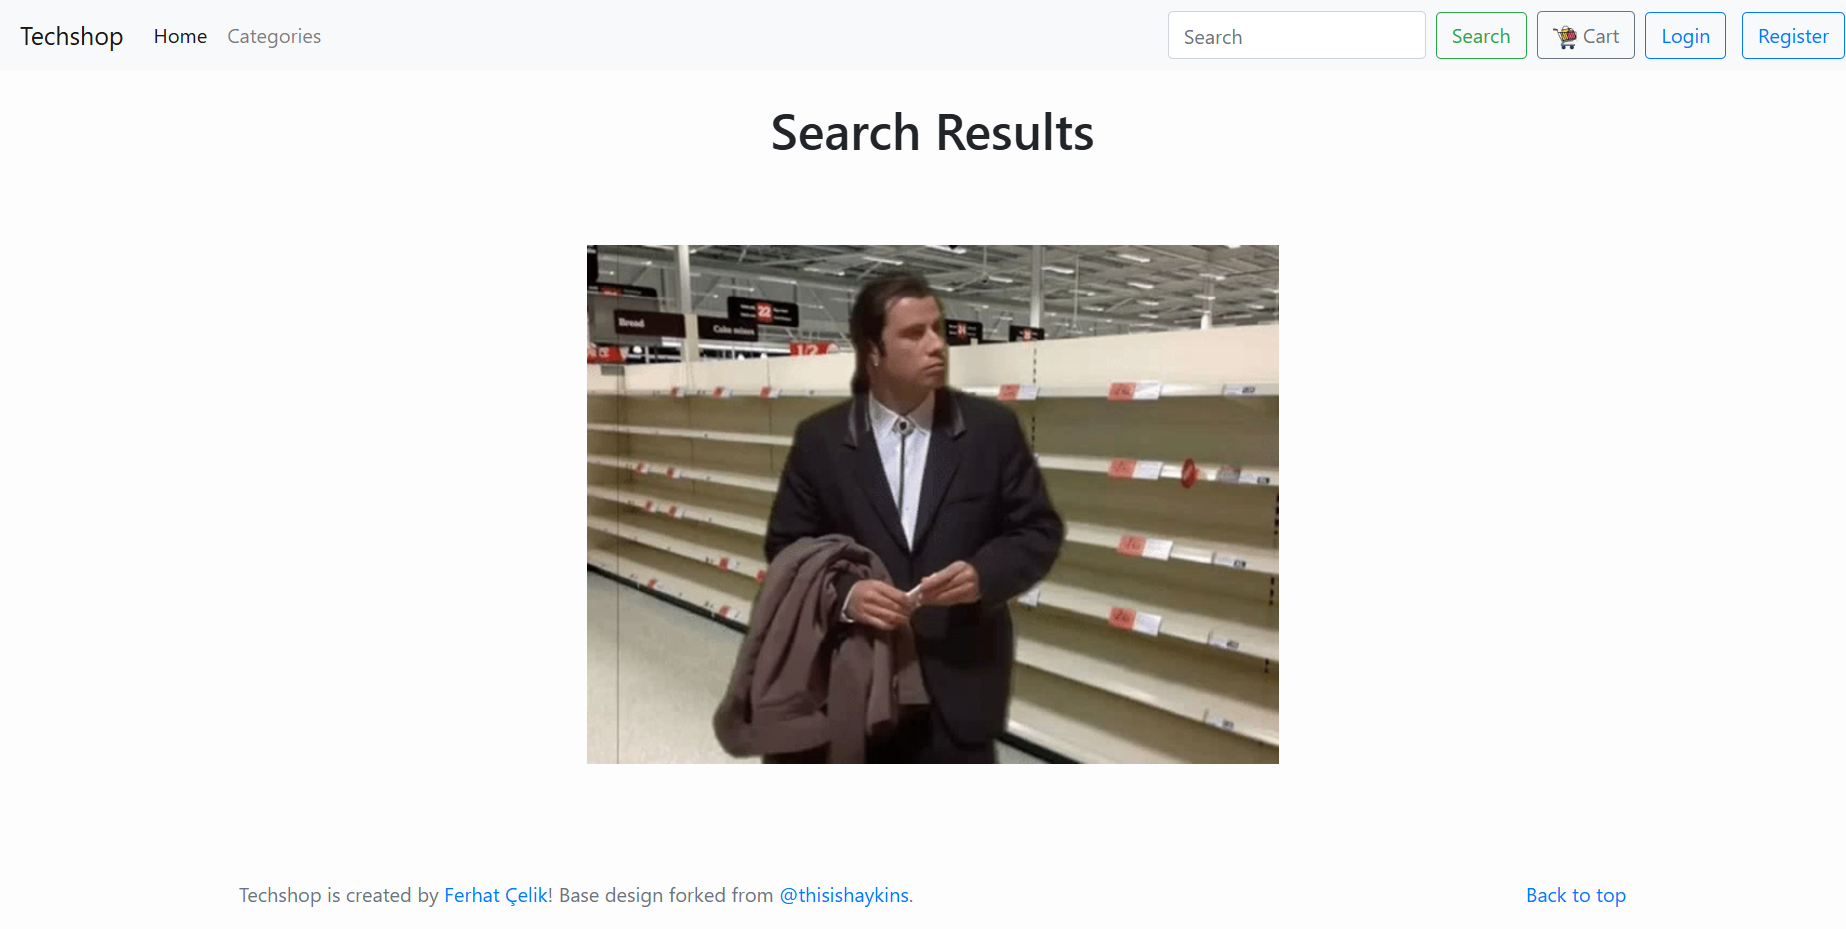 Techshop Home Categories Search Search Cart Login Register
Search Results
22
Bread
Cake mixes
1/2
Techshop is created by Ferhat Çelik! Base design forked from @thisishaykins.
Back to top